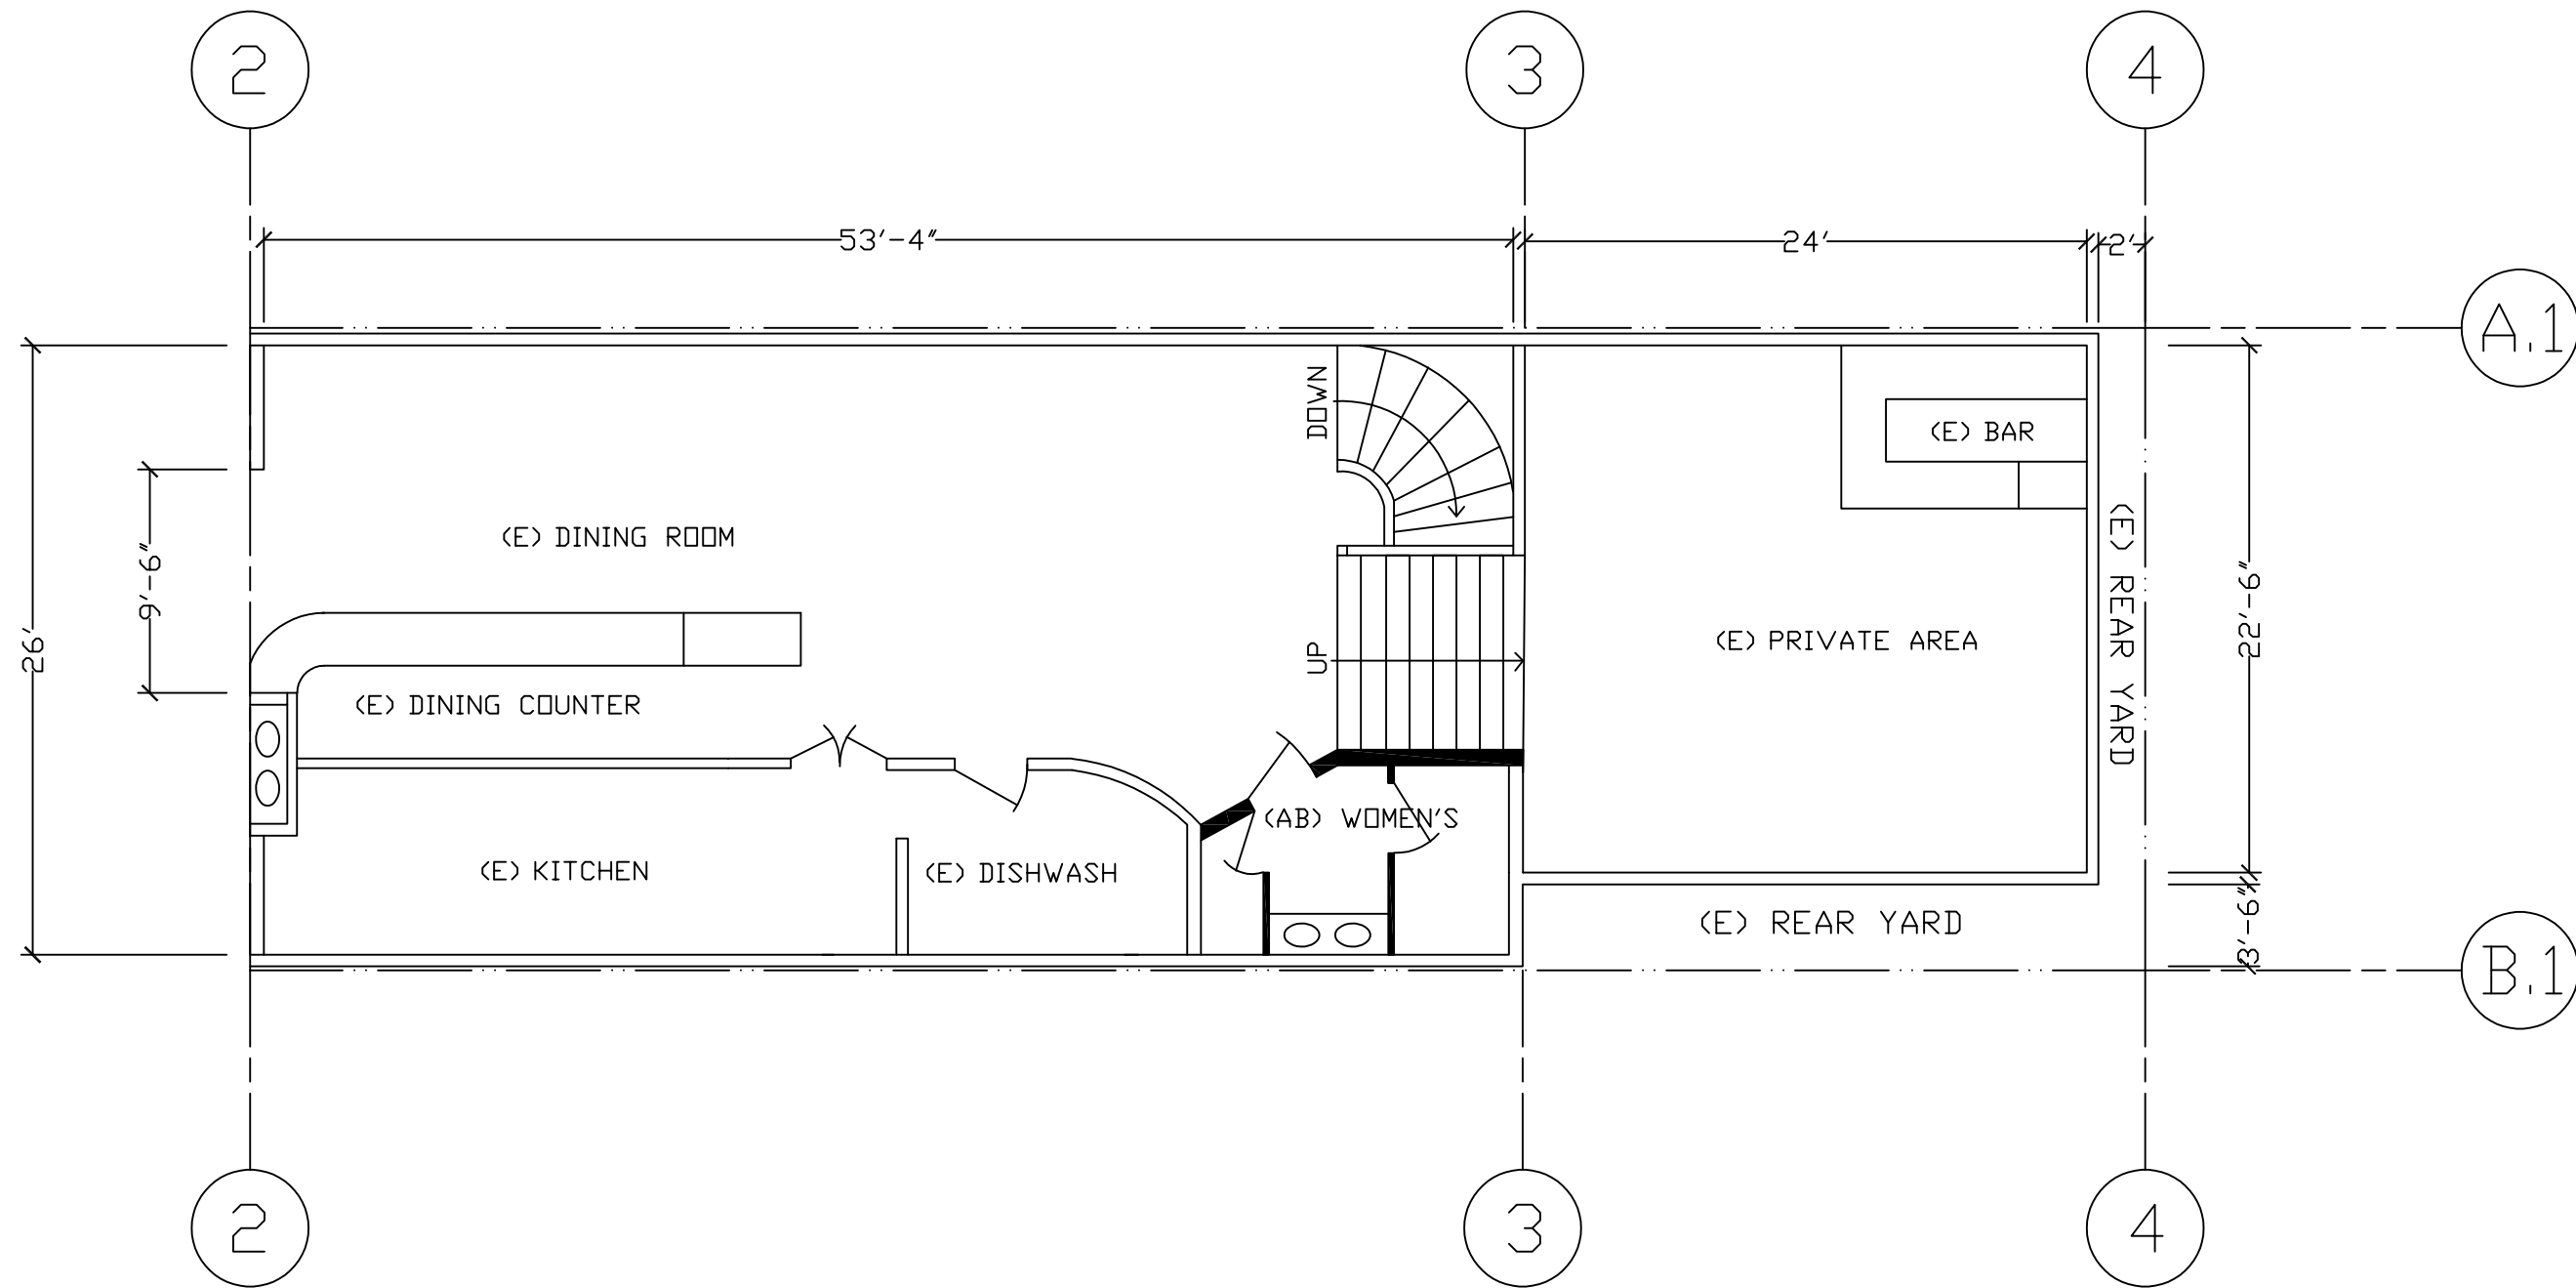 2
3
4
53'-4"
24'
2'
A.1
DOWN
(E) BAR
(E) DINING ROOM
9'-6"
26'
UP
(E) PRIVATE AREA
(E) REAR YARD
22'-6"
(E) DINING COUNTER
(AB) WOMEN'S
(E) KITCHEN
(E) DISHWASH
(E) REAR YARD
3'-6"
B.1
2
3
4